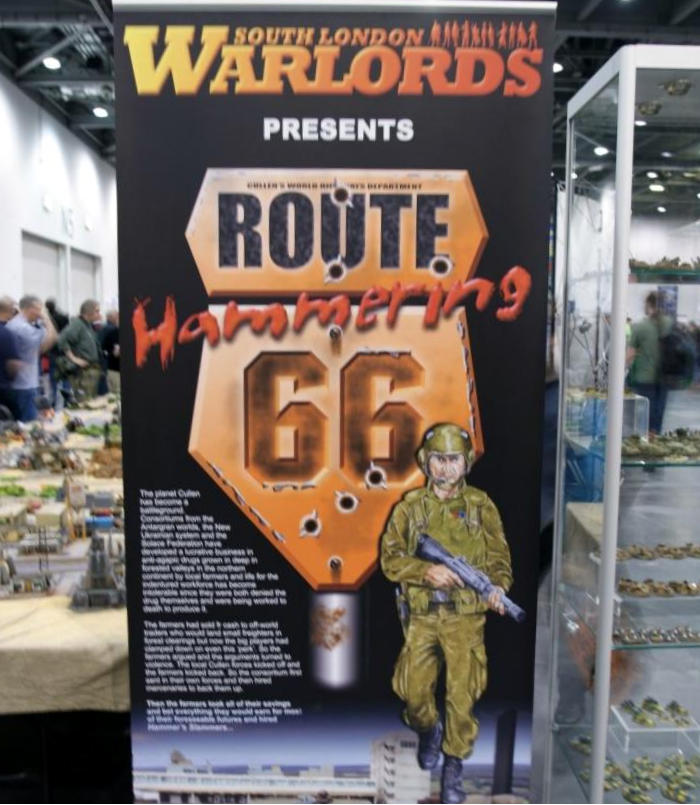 SOUTH LONDON
WARLORDS
PRESENTS
CULLEN'S WORLD HIGHWAYS DEPARTMENT
ROUTE
Hammering
66
The planet Cullen
has become a
battleground.
Consortiums from the
Antargren worlds, the New
Ukranian system and the
Solace Federation have
developed a lucrative business in
anti-agapic drugs grown in deep in
forested valleys in the northern
continent by local farmers and life for the
indentured workforce has become
intolerable since they were both denied the
drug themselves and were being worked to
death to produce it.
The farmers had sold fr cash to off-world
traders who would land small freighters in
forest clearings but now the big players had
clamped down on even this 'perk'. So the
farmers argued and the arguments turned to
violence. The local Cullen forces kicked off and
the farmers kicked back. So the consortium first
sent in their own forces and then hired
mercenaries to back them up.
Then the farmers took all of their savings
and bet everything they would earn for most
of their foreseeable futures and hired
Hammer's Slammers...